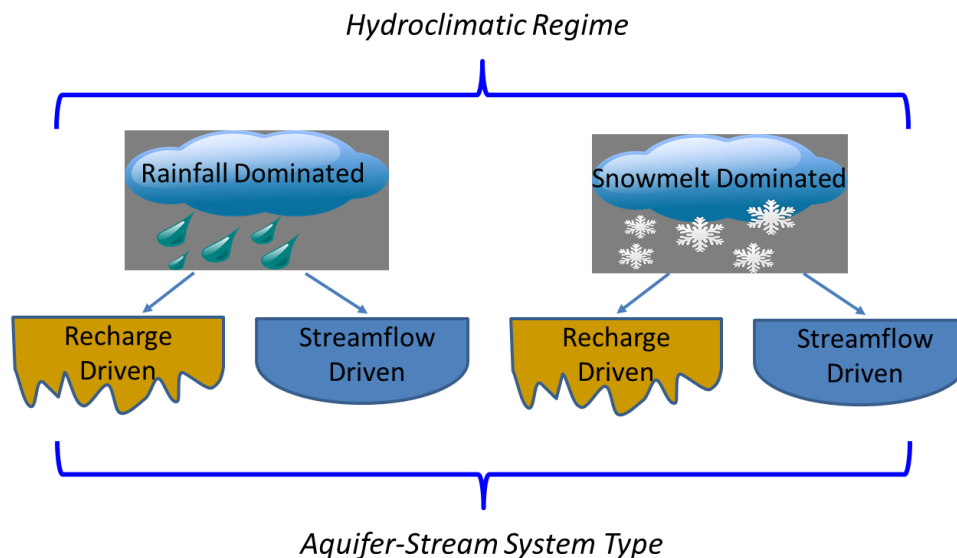 Hydroclimatic Regime
Rainfall Dominated
Snowmelt Dominated
Recharge
Driven
Streamflow
Driven
Recharge
Driven
Streamflow
Driven
Aquifer-Stream System Type